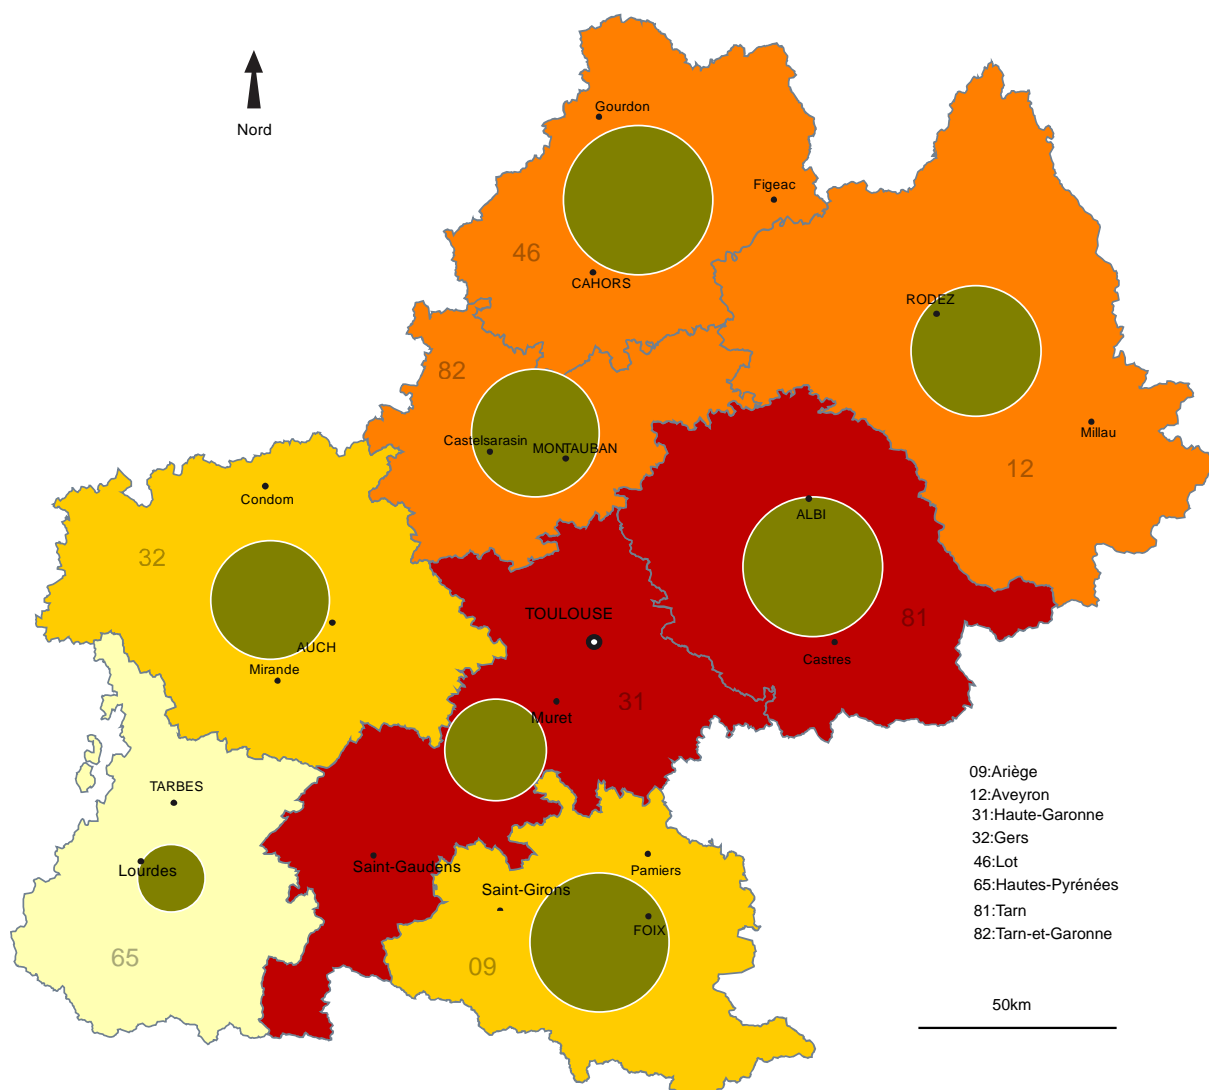 Nord
Gourdon
Figeac
46
CAHORS
RODEZ
82
Castelsarasin
MONTAUBAN
Millau
12
Condom
ALBI
32
TOULOUSE
81
AUCH
Castres
Mirande
31
Muret
TARBES
09:Ariège
12:Aveyron
31:Haute-Garonne
32:Gers
46:Lot
65:Hautes-Pyrénées
81:Tarn
82:Tarn-et-Garonne
Lourdes
Saint-Gaudens
Pamiers
Saint-Girons
FOIX
65
09
50km